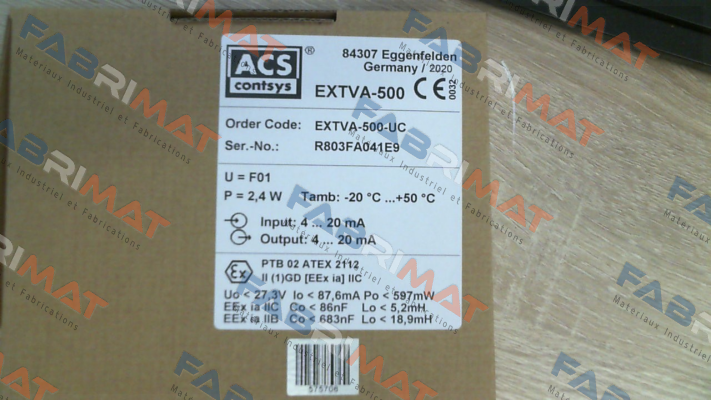 ACS
contsys
®
84307 Eggenfelden
Germany / 2020
EXTVA-500 CE 0032
Order Code: EXTVA-500-UC
Ser.-No.: R803FA041E9
U = F01
P = 2,4 W Tamb: -20 °C ...+50 °C
Input: 4 ... 20 mA
Output: 4 ... 20 mA
Ex
PTB 02 ATEX 2112
II (1)GD [EEx ia] IIC
Uo < 27,3V Io < 87,6mA Po < 597mW
EEx ia IIC Co < 86nF Lo < 5,2mH
EEx ia IIB Co < 683nF Lo < 18,9mH
575708
FABRIMAT
Materiaux Industriel et Fabrications